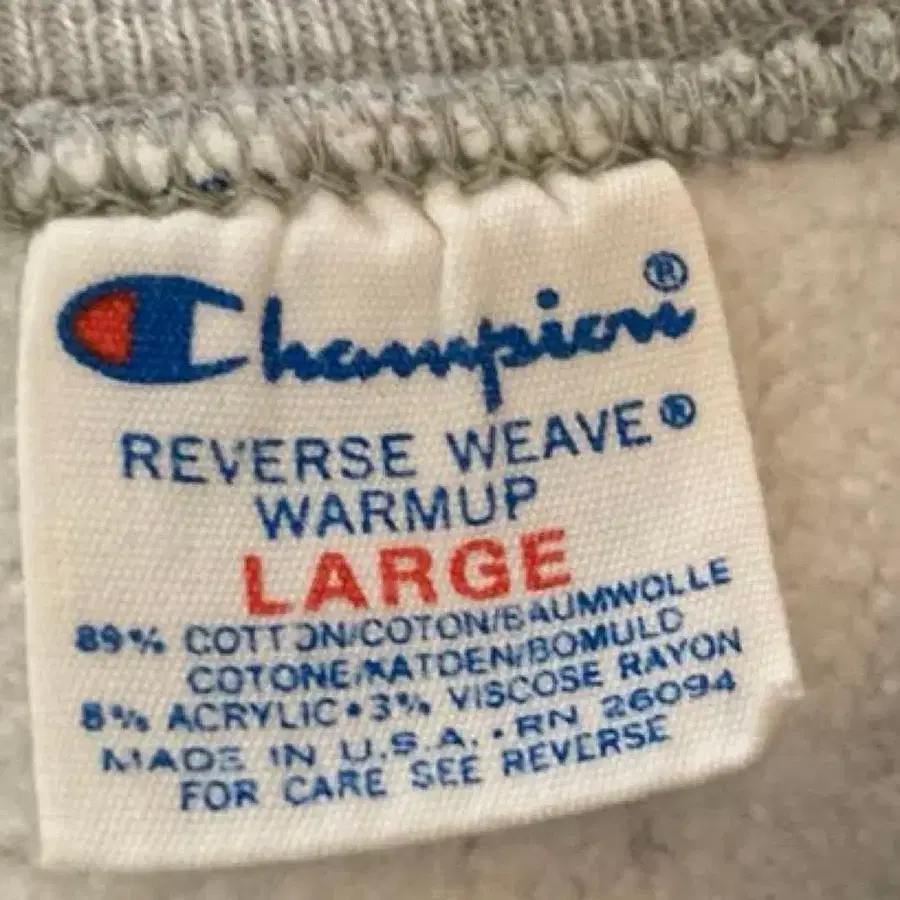 Champion®
REVERSE WEAVE®
WARMUP
LARGE
89% COTTON/COTON/BAUMWOLLE
COTONE/KATOEN/BOMULD
8% ACRYLIC • 3% VISCOSE RAYON
MADE IN U.S.A. • RN 26094
FOR CARE SEE REVERSE